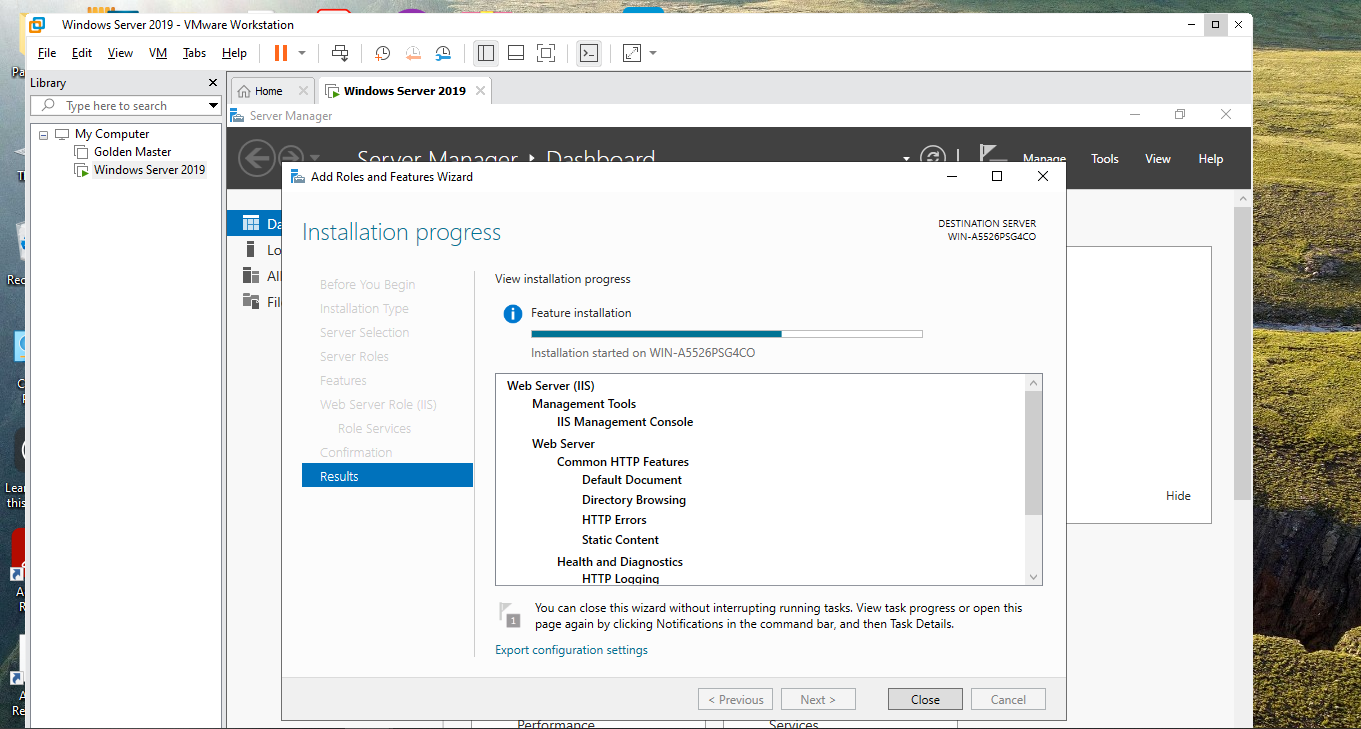 Windows Server 2019 - VMware Workstation
File Edit View VM Tabs Help
Library
Type here to search
My Computer
Golden Master
Windows Server 2019
Home
Windows Server 2019
Server Manager
Server Manager Dashboard
Manage Tools View Help
Add Roles and Features Wizard
Installation progress
DESTINATION SERVER
WIN-A5526PSG4CO
Before You Begin
Installation Type
Server Selection
Server Roles
Features
Web Server Role (IIS)
Role Services
Confirmation
Results
View installation progress
Feature installation
Installation started on WIN-A5526PSG4CO
Web Server (IIS)
Management Tools
IIS Management Console
Web Server
Common HTTP Features
Default Document
Directory Browsing
HTTP Errors
Static Content
Health and Diagnostics
HTTP Logging
1
You can close this wizard without interrupting running tasks. View task progress or open this
page again by clicking Notifications in the command bar, and then Task Details.
Export configuration settings
< Previous Next > Close Cancel
Hide
Performance
Services